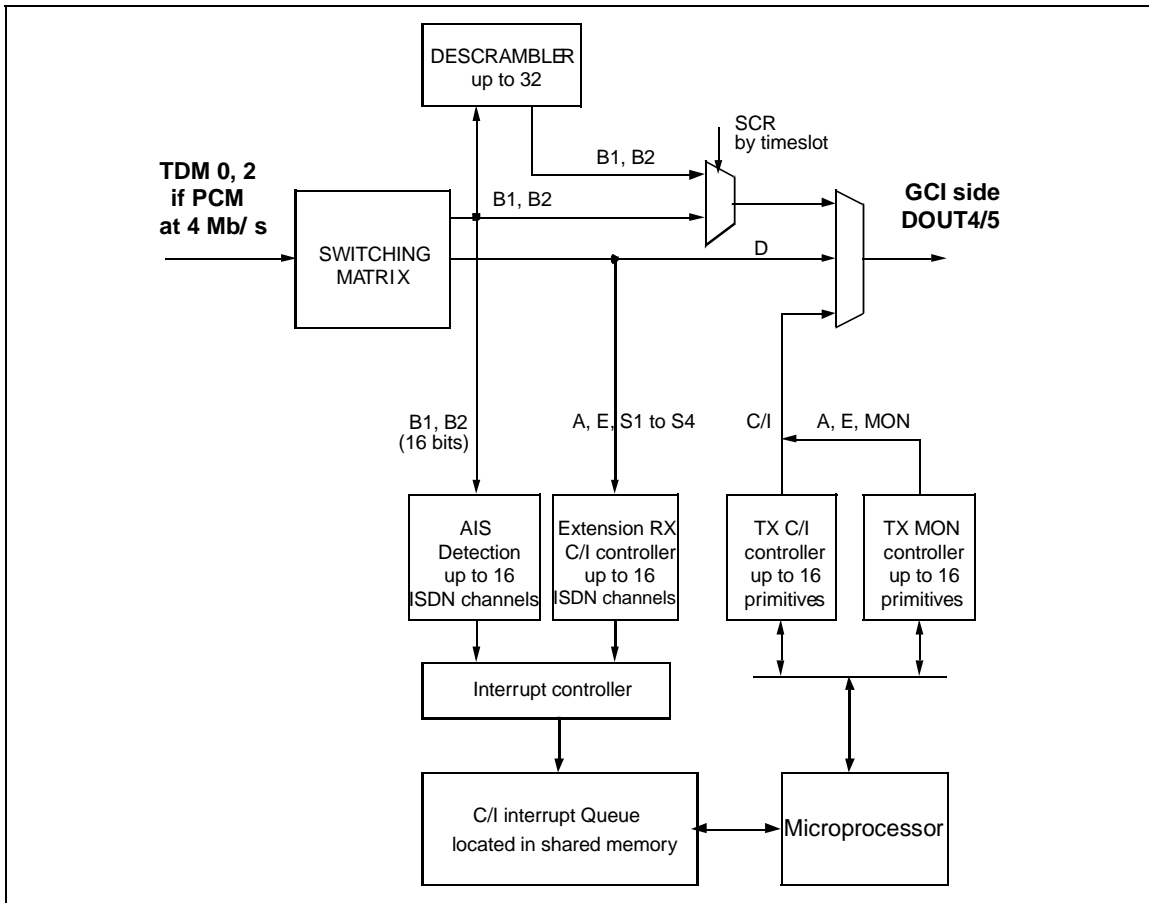 DESCRAMBLER
up to 32
SCR
by timeslot
TDM 0, 2
if PCM
at 4 Mb/ s
B1, B2
GCI side
DOUT4/5
B1, B2
SWITCHING
MATRIX
D
B1, B2
(16 bits)
A, E, S1 to S4
C/I
A, E, MON
AIS
Detection
up to 16
ISDN channels
Extension RX
C/I controller
up to 16
ISDN channels
TX C/I
controller
up to 16
primitives
TX MON
controller
up to 16
primitives
Interrupt controller
C/I interrupt Queue
located in shared memory
Microprocessor